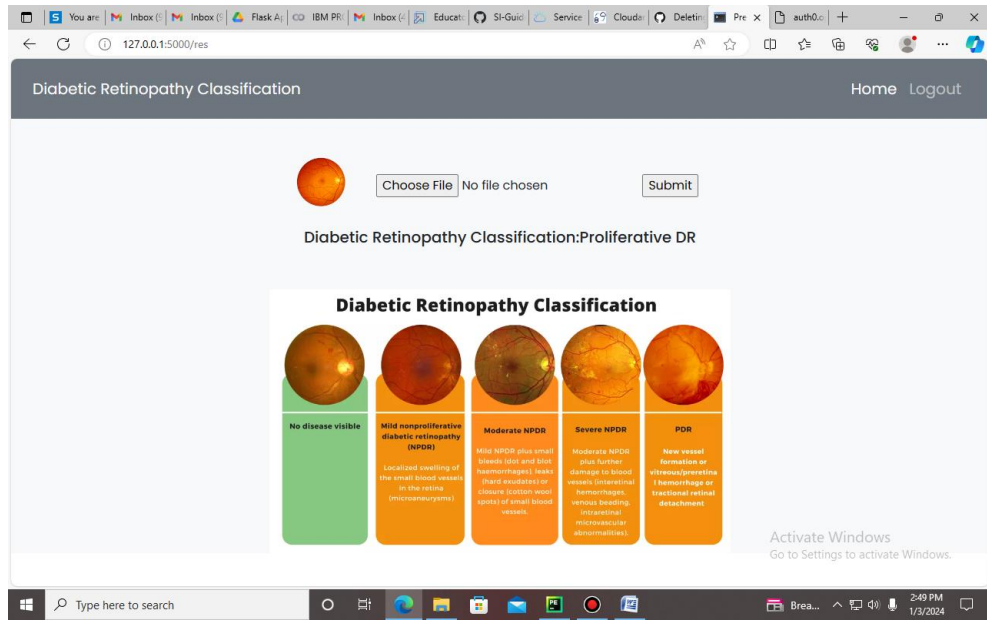 You are
Inbox (
Inbox (
Flask A
IBM PR
Inbox (
Educat
SI-Guid
Service
Clouda
Deletin
Pre
auth0.o
127.0.0.1:5000/res
Diabetic Retinopathy Classification
Home Logout
Choose File No file chosen
Submit
Diabetic Retinopathy Classification:Proliferative DR
Diabetic Retinopathy Classification
No disease visible
Mild nonproliferative
diabetic retinopathy
(NPDR)
Localized swelling of
the small blood vessels
in the retina
(microaneurysms)
Moderate NPDR
Mild NPDR plus small
bleeds (dot and blot
haemorrhages), leaks
(hard exudates) or
closure (cotton wool
spots) of small blood
vessels.
Severe NPDR
Moderate NPDR
plus further
damage to blood
vessels (interetinal
hemorrhages,
venous beading,
intraretinal
microvascular
abnormalities).
PDR
New vessel
formation or
vitreous/preretina
l hemorrhage or
tractional retinal
detachment
Activate Windows
Go to Settings to activate Windows.
Type here to search
Brea...
2:49 PM
1/3/2024